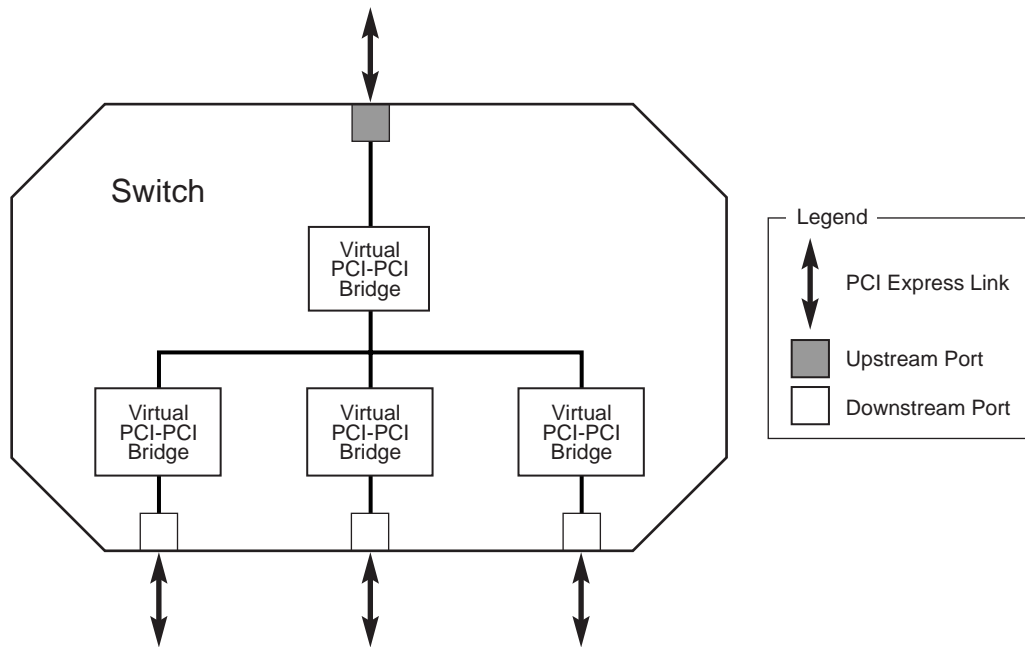 Switch
Virtual
PCI-PCI
Bridge
Virtual
PCI-PCI
Bridge
Virtual
PCI-PCI
Bridge
Virtual
PCI-PCI
Bridge
Legend
PCI Express Link
Upstream Port
Downstream Port